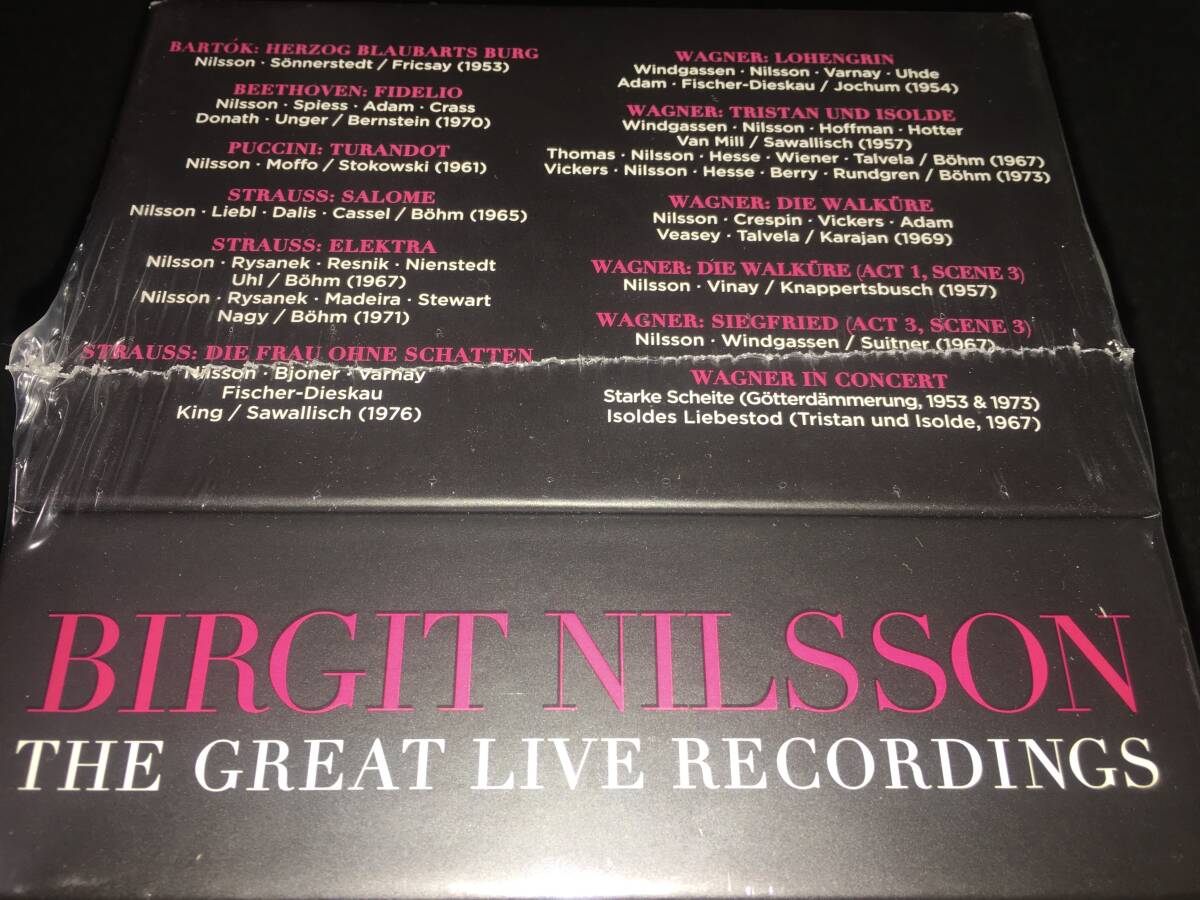 BARTÓK: HERZOG BLAUBARTS BURG
Nilsson · Sönnerstedt / Fricsay (1953)
BEETHOVEN: FIDELIO
Nilsson · Spiess · Adam · Crass
Donath · Unger / Bernstein (1970)
PUCCINI: TURANDOT
Nilsson · Moffo / Stokowski (1961)
STRAUSS: SALOME
Nilsson · Liebl · Dalis · Cassel / Böhm (1965)
STRAUSS: ELEKTRA
Nilsson · Rysanek · Resnik · Nienstedt
Uhl / Böhm (1967)
Nilsson · Rysanek · Madeira · Stewart
Nagy / Böhm (1971)
STRAUSS: DIE FRAU OHNE SCHATTEN
Nilsson · Bjoner · Varnay
Fischer-Dieskau
King / Sawallisch (1976)
WAGNER: LOHENGRIN
Windgassen · Nilsson · Varnay · Uhde
Adam · Fischer-Dieskau / Jochum (1954)
WAGNER: TRISTAN UND ISOLDE
Windgassen · Nilsson · Hoffman · Hotter
Van Mill / Sawallisch (1957)
Thomas · Nilsson · Hesse · Wiener · Talvela / Böhm (1967)
Vickers · Nilsson · Hesse · Berry · Rundgren / Böhm (1973)
WAGNER: DIE WALKÜRE
Nilsson · Crespin · Vickers · Adam
Veasey · Talvela / Karajan (1969)
WAGNER: DIE WALKÜRE (ACT 1, SCENE 3)
Nilsson · Vinay / Knappertsbusch (1957)
WAGNER: SIEGFRIED (ACT 3, SCENE 3)
Nilsson · Windgassen / Suitner (1967)
WAGNER IN CONCERT
Starke Scheite (Götterdämmerung, 1953 & 1973)
Isoldes Liebestod (Tristan und Isolde, 1967)
BIRGIT NILSSON
THE GREAT LIVE RECORDINGS